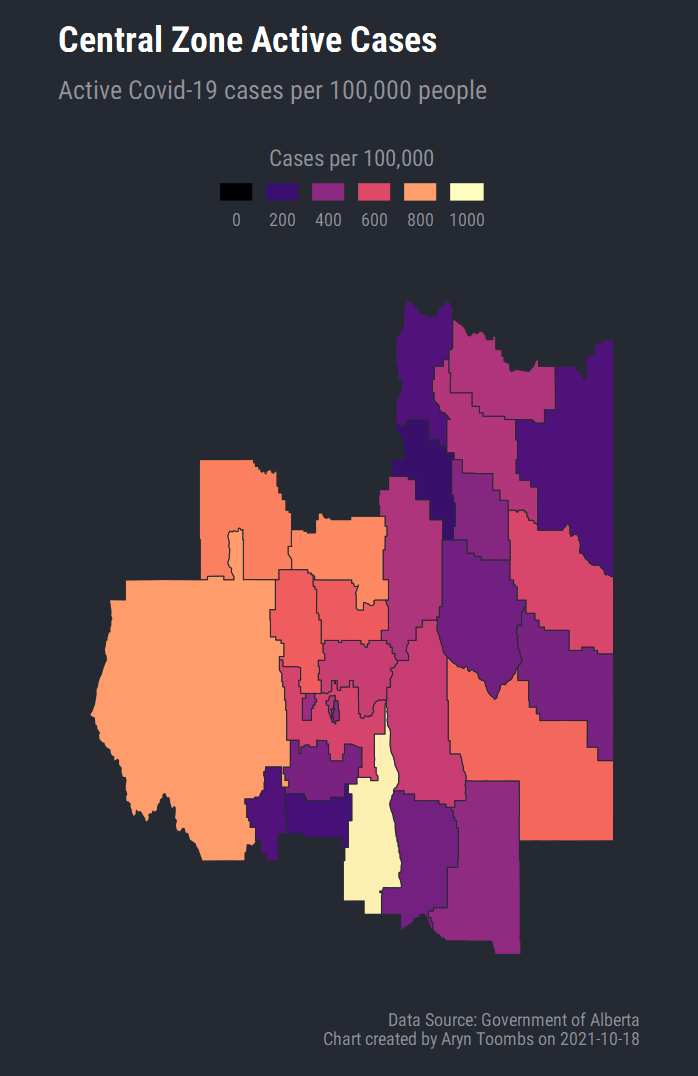 Central Zone Active Cases
Active Covid-19 cases per 100,000 people
Cases per 100,000
0 200 400 600 800 1000
Data Source: Government of Alberta
Chart created by Aryn Toombs on 2021-10-18